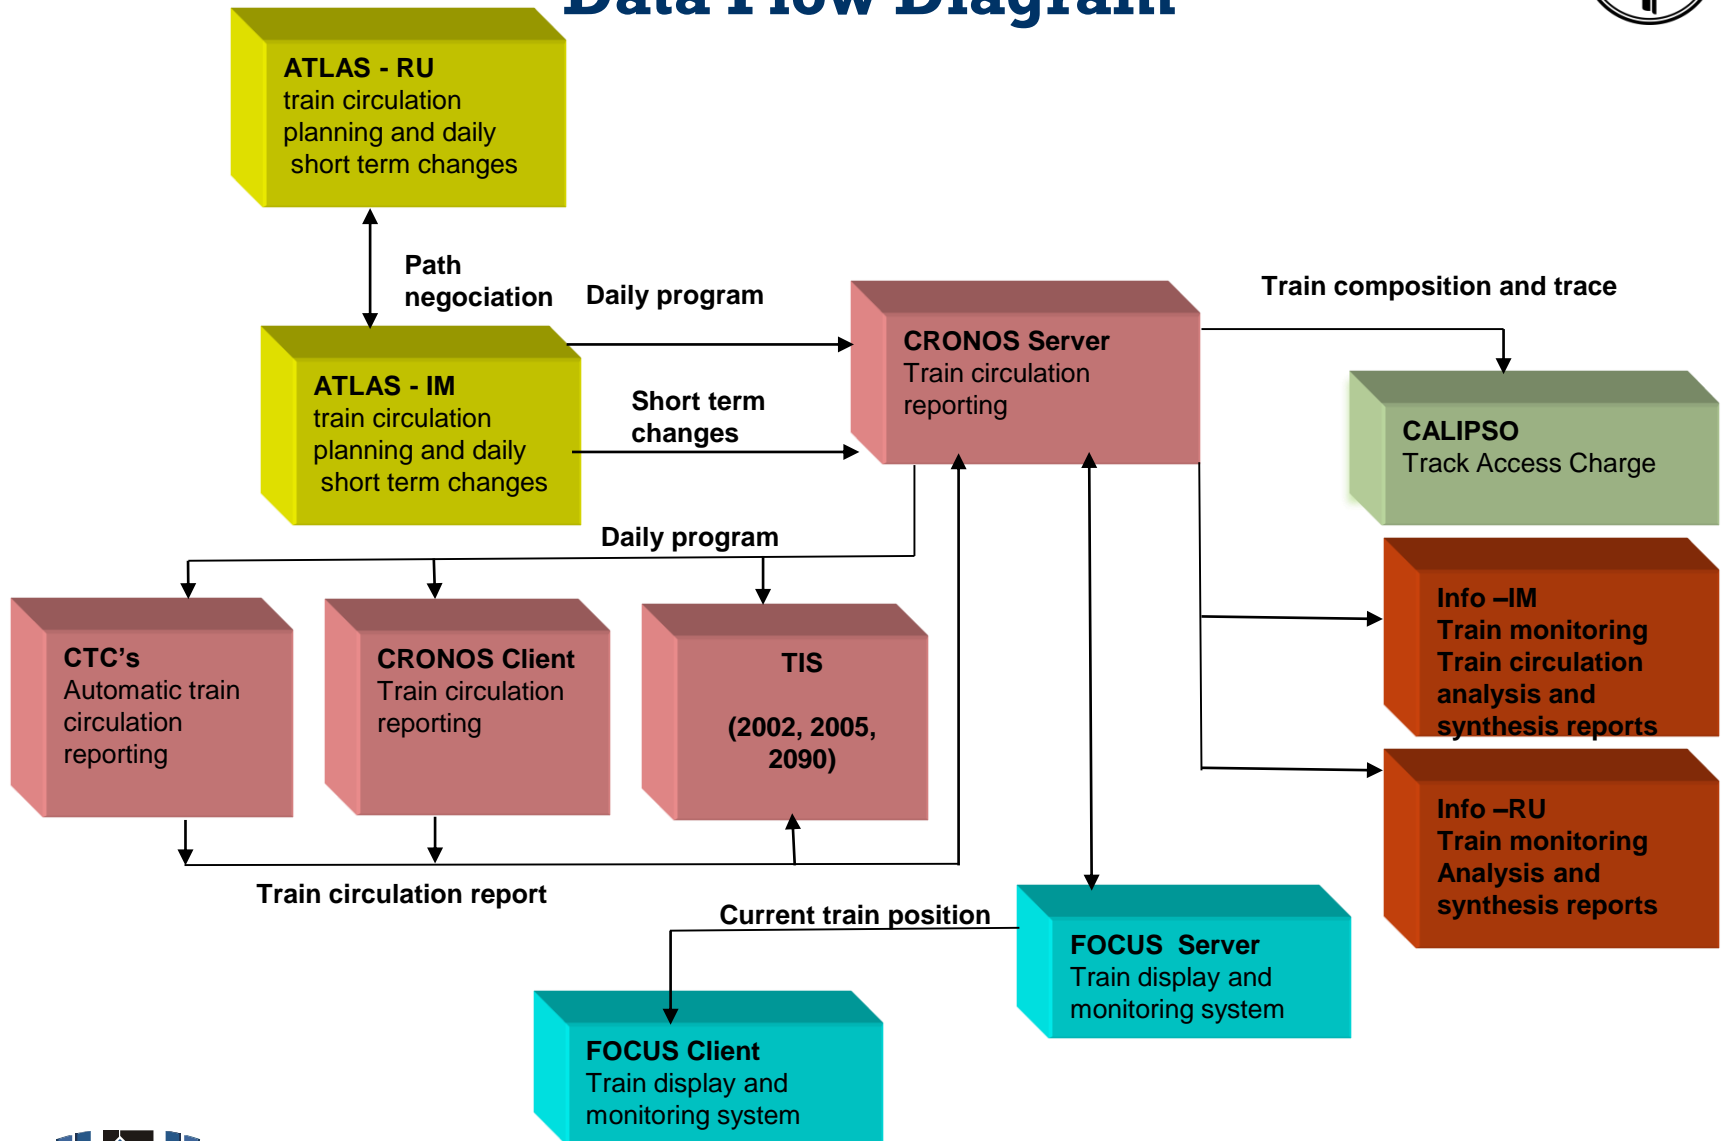 Data Flow Diagram
ATLAS - RU
train circulation
planning and daily
short term changes
Path
negociation
Daily program
Train composition and trace
CRONOS Server
Train circulation
reporting
ATLAS - IM
train circulation
planning and daily
short term changes
Short term
changes
CALIPSO
Track Access Charge
Daily program
Info –IM
Train monitoring
Train circulation
analysis and
synthesis reports
CTC’s
Automatic train
circulation
reporting
CRONOS Client
Train circulation
reporting
TIS
(2002, 2005,
2090)
Info –RU
Train monitoring
Analysis and
synthesis reports
Train circulation report
Current train position
FOCUS  Server
Train display and
monitoring system
FOCUS Client
Train display and
monitoring system